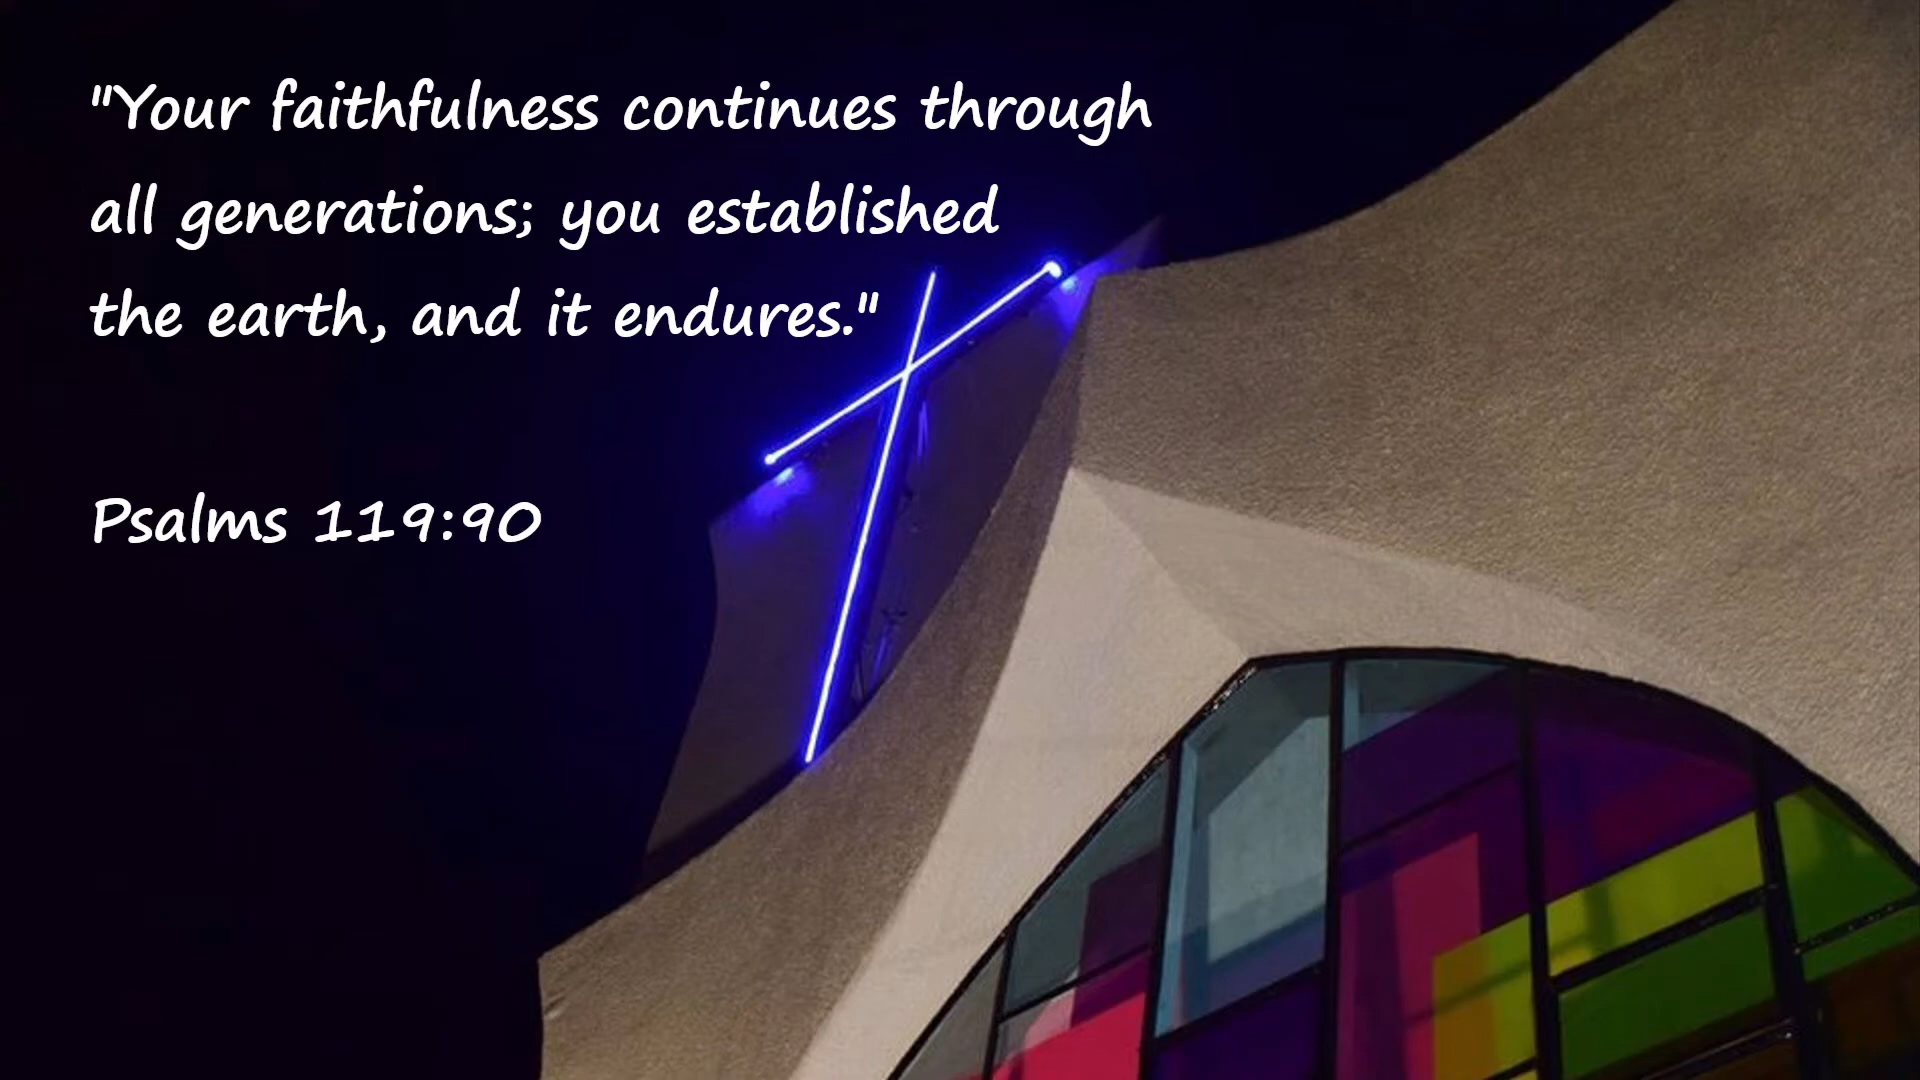 "Your faithfulness continues through
all generations; you established
the earth, and it endures."
Psalms 119:90